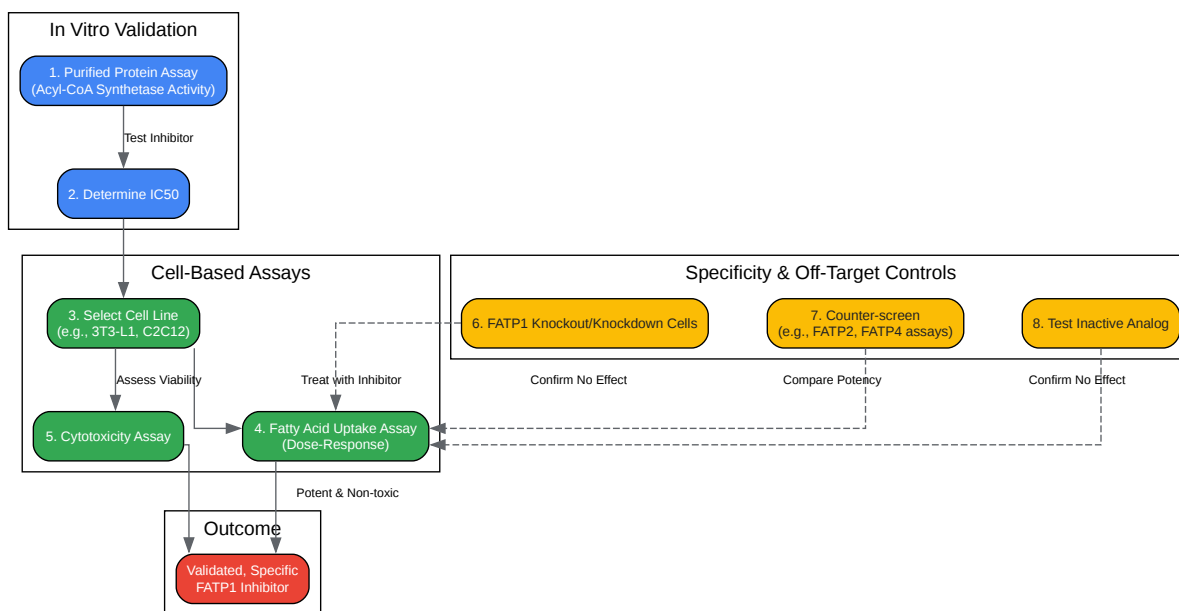 In Vitro Validation
1. Purified Protein Assay
(Acyl-CoA Synthetase Activity)
Test Inhibitor
2. Determine IC50
Cell-Based Assays
Specificity & Off-Target Controls
3. Select Cell Line
(e.g., 3T3-L1, C2C12)
6. FATP1 Knockout/Knockdown Cells
7. Counter-screen
(e.g., FATP2, FATP4 assays)
8. Test Inactive Analog
Assess Viability
Treat with Inhibitor
Confirm No Effect
Compare Potency
Confirm No Effect
5. Cytotoxicity Assay
4. Fatty Acid Uptake Assay
(Dose-Response)
Potent & Non-toxic
Outcome
Validated, Specific
FATP1 Inhibitor